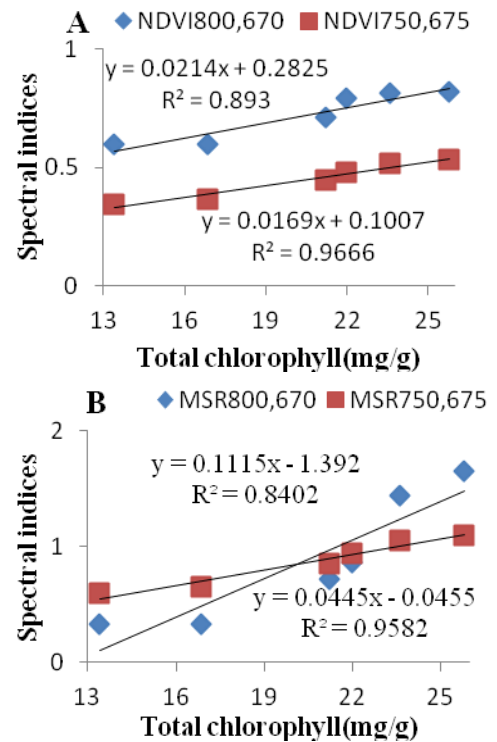 A
NDVI800,670 NDVI750,675
y = 0.0214x + 0.2825
R² = 0.893
y = 0.0169x + 0.1007
R² = 0.9666
Spectral indices
1
0.5
0
13 16 19 22 25
Total chlorophyll(mg/g)
B
MSR800,670 MSR750,675
y = 0.1115x - 1.392
R² = 0.8402
y = 0.0445x - 0.0455
R² = 0.9582
Spectral indices
2
1
0
13 16 19 22 25
Total chlorophyll(mg/g)